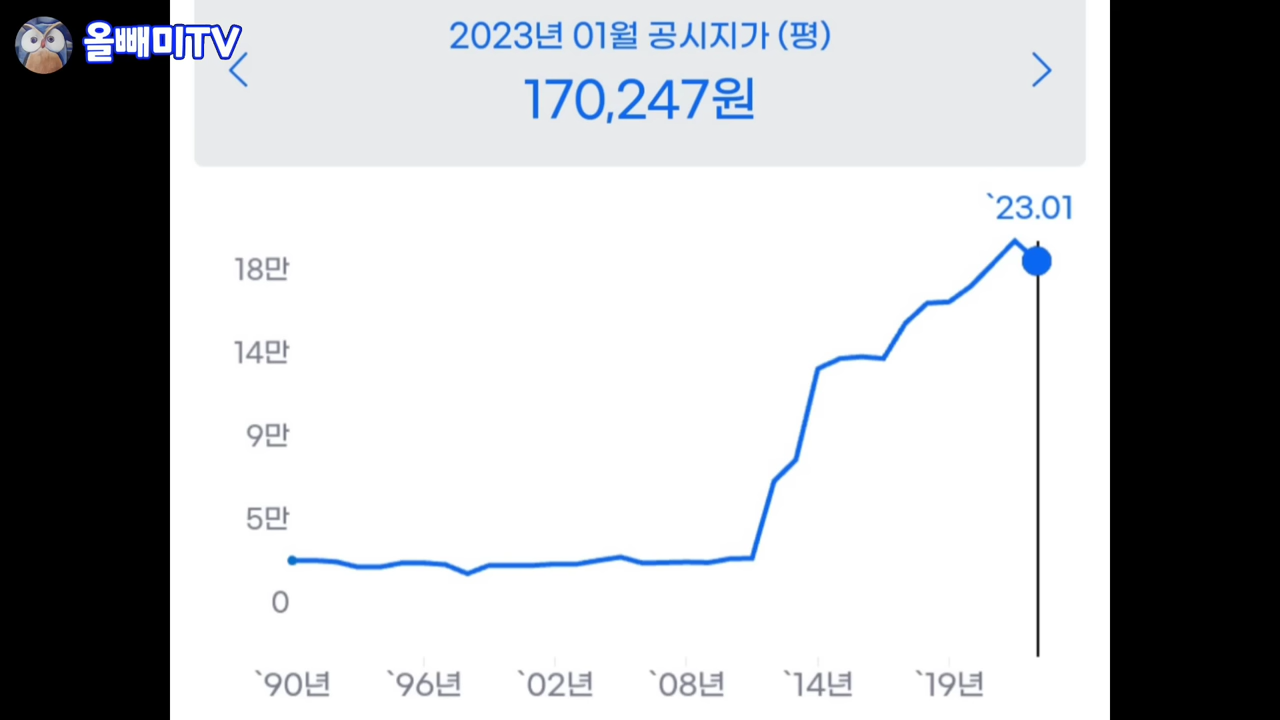 올빼미TV
2023년 01월 공시지가 (평)
170,247원
`23.01
18만
14만
9만
5만
0
`90년 `96년 `02년 `08년 `14년 `19년